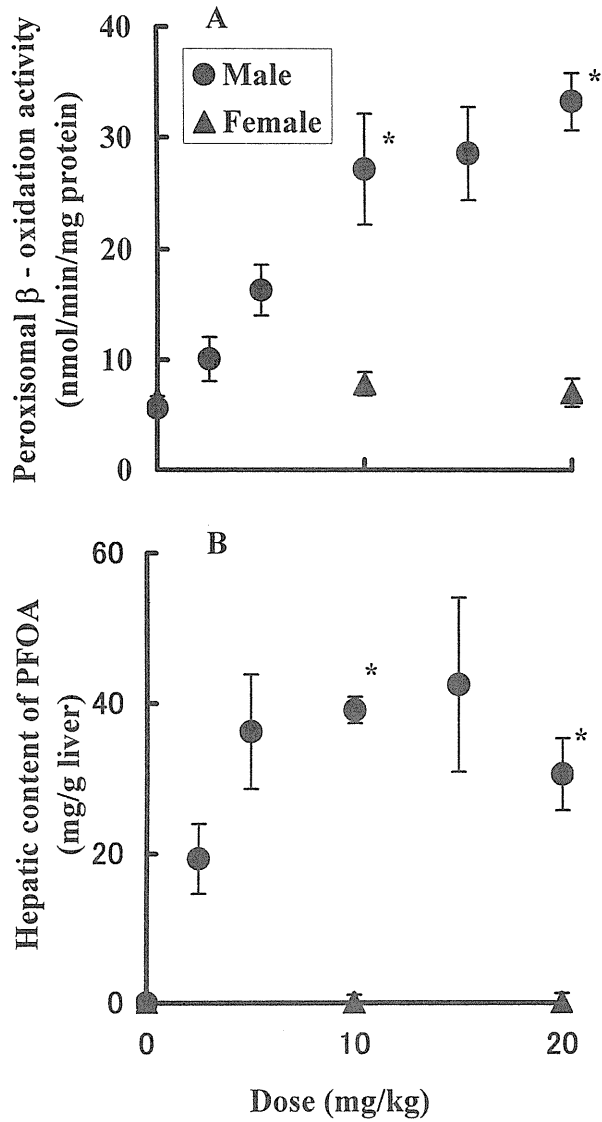 A
Peroxisomal β - oxidation activity
(nmol/min/mg protein)
40
30
20
10
0
Male
Female
*
*
B
Hepatic content of PFOA
(mg/g liver)
60
40
20
0
*
*
0 10 20
Dose (mg/kg)